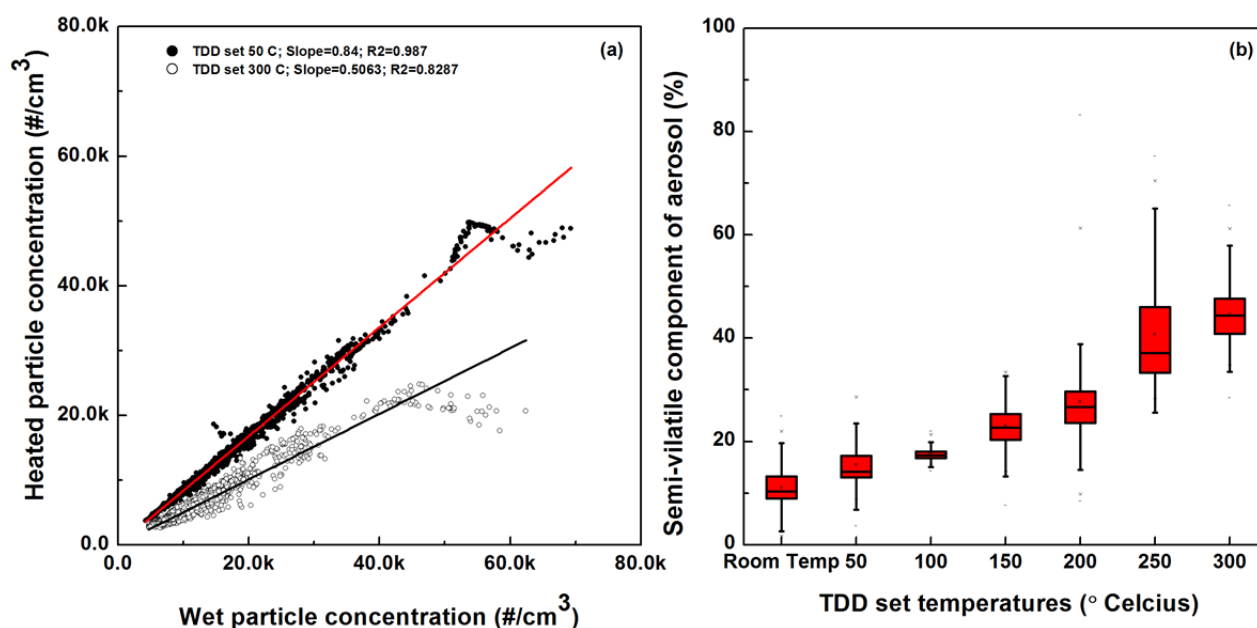 80.0k
60.0k
40.0k
20.0k
0.0
Heated particle concentration (#/cm3)
TDD set 50 C; Slope=0.84; R2=0.987
TDD set 300 C; Slope=0.5063; R2=0.8287
(a)
0.0 20.0k 40.0k 60.0k 80.0k
Wet particle concentration (#/cm3)
100
80
60
40
20
0
Semi-vilatile component of aerosol (%)
(b)
Room Temp 50 100 150 200 250 300
TDD set temperatures (° Celcius)